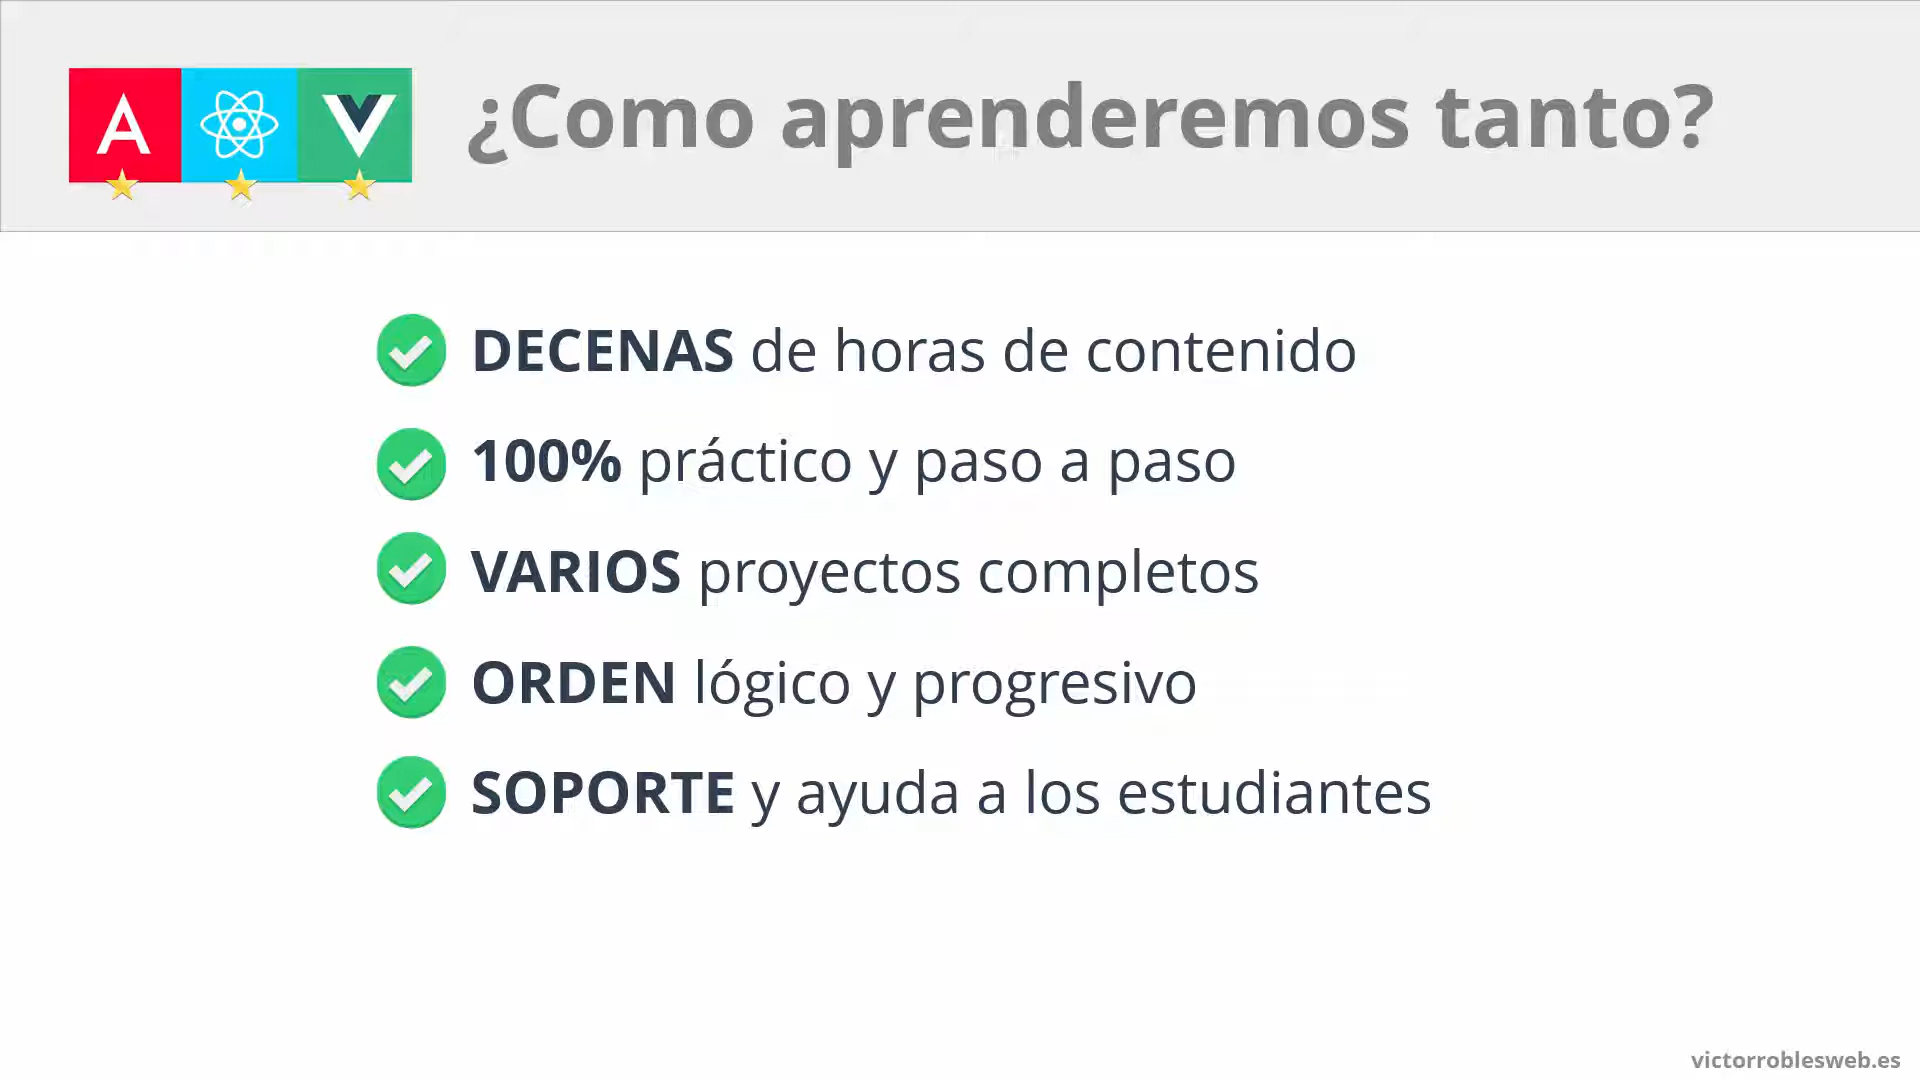 ¿Como aprenderemos tanto?
DECENAS de horas de contenido
100% práctico y paso a paso
VARIOS proyectos completos
ORDEN lógico y progresivo
SOPORTE y ayuda a los estudiantes
victorroblesweb.es